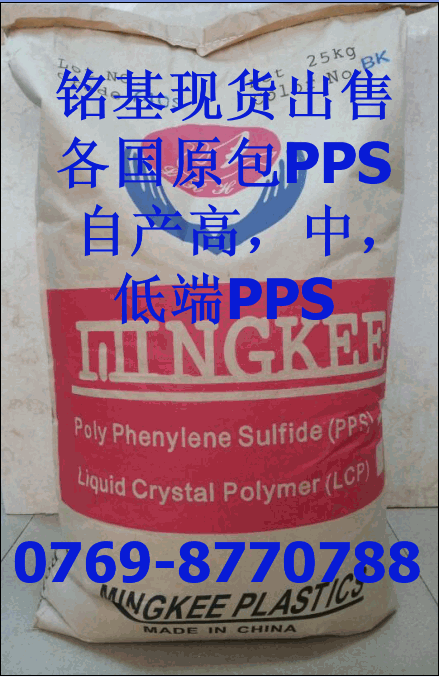 25kg
BK
铭基现货出售
各国原包PPS
自产高，中，
低端PPS
MINGKEE
Poly Phenylene Sulfide (PPS)
Liquid Crystal Polymer (LCP)
0769-8770788
MINGKEE PLASTICS
MADE IN CHINA